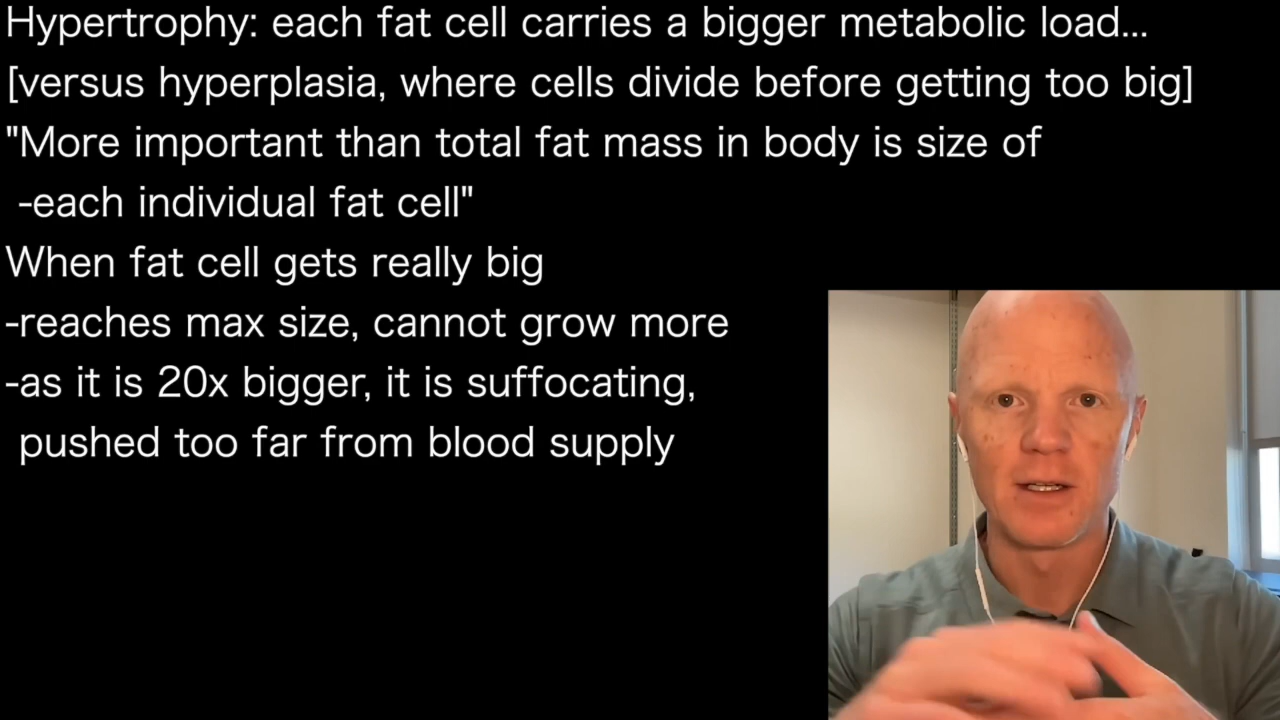 Hypertrophy: each fat cell carries a bigger metabolic load...
[versus hyperplasia, where cells divide before getting too big]
"More important than total fat mass in body is size of
-each individual fat cell"
When fat cell gets really big
-reaches max size, cannot grow more
-as it is 20x bigger, it is suffocating,
pushed too far from blood supply